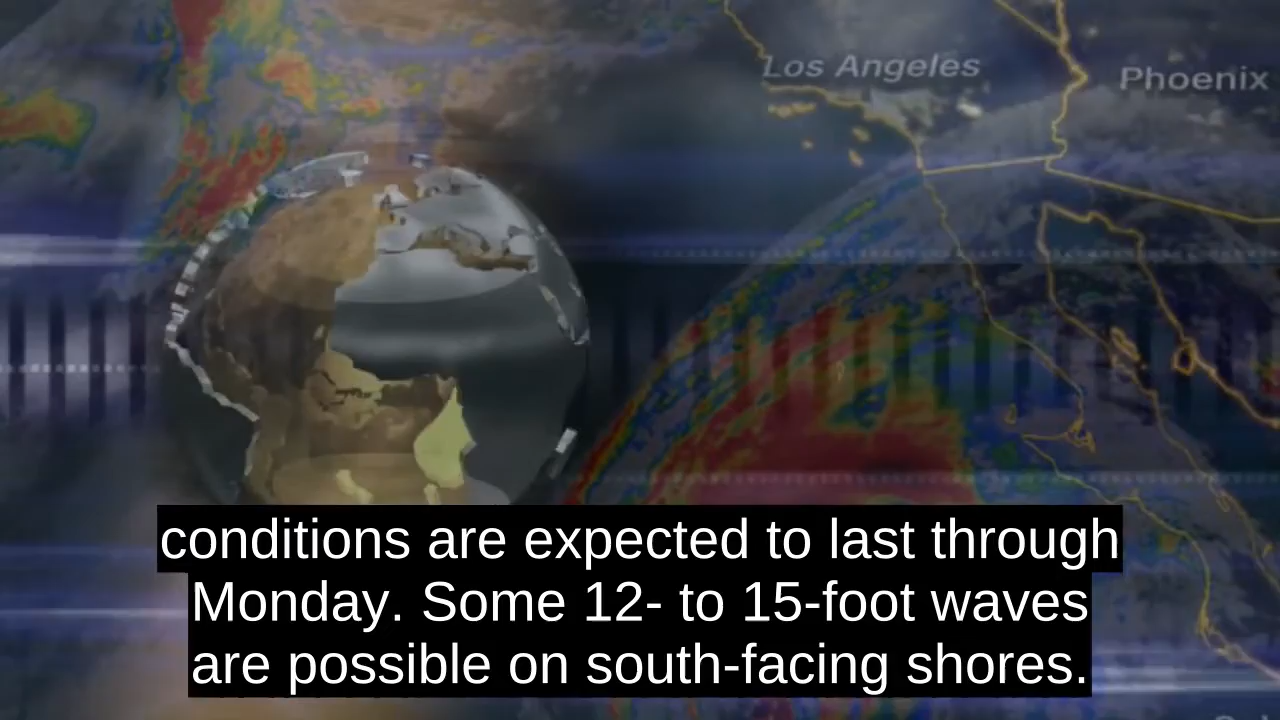 Los Angeles
Phoenix
conditions are expected to last through
Monday. Some 12- to 15-foot waves
are possible on south-facing shores.